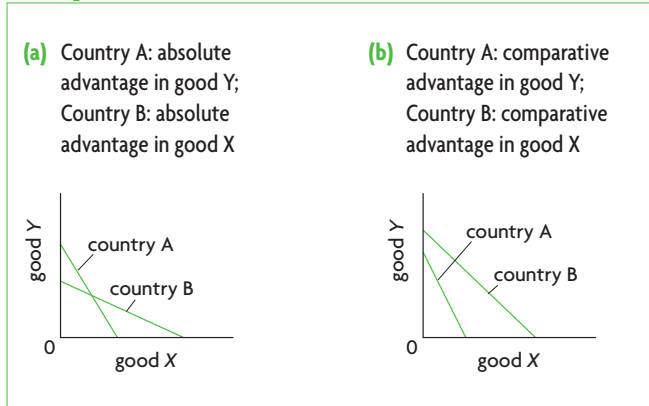 (a) Country A: absolute
advantage in good Y;
Country B: absolute
advantage in good X
good Y
country A
country B
0
good X
(b) Country A: comparative
advantage in good Y;
Country B: comparative
advantage in good X
good Y
country A
country B
0
good X